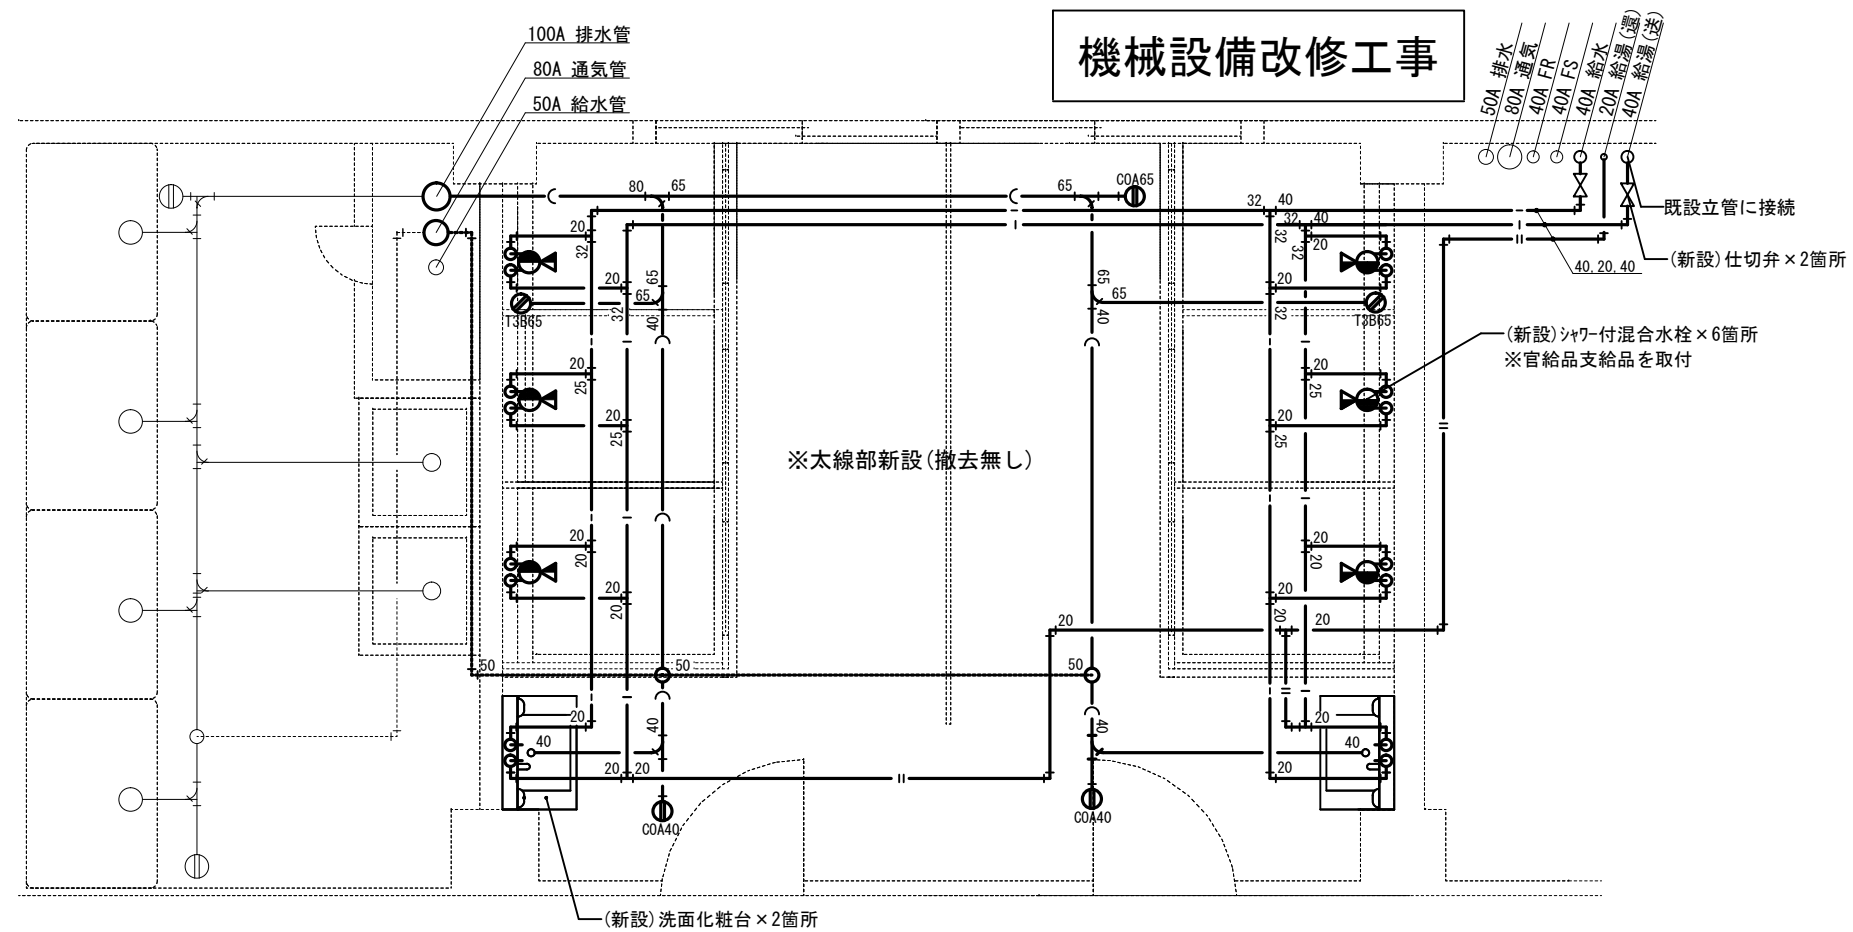 機械設備改修工事
100A 排水管
80A 通気管
50A 給水管
50A 排水
80A 通気
40A FR
40A FS
40A 給水
20A 給湯(還)
40A 給湯(送)
既設立管に接続
(新設)仕切弁×2箇所
40.20.40
80 65 65 COA65
32 40
32 40
20 32 32 32 20
20 65 65 20
65 65
T3B65 32 40 40 32 T3B65
(新設)シャワー付混合水栓×6箇所
※官給品支給品を取付
20 25 20 25
20 25 20 25
※太線部新設(撤去無し)
20 20 20 20
20 20 20 20
20 20 20
50 50 50
20 40 40 20
40 40
20 20 20
COA40 COA40
(新設)洗面化粧台×2箇所